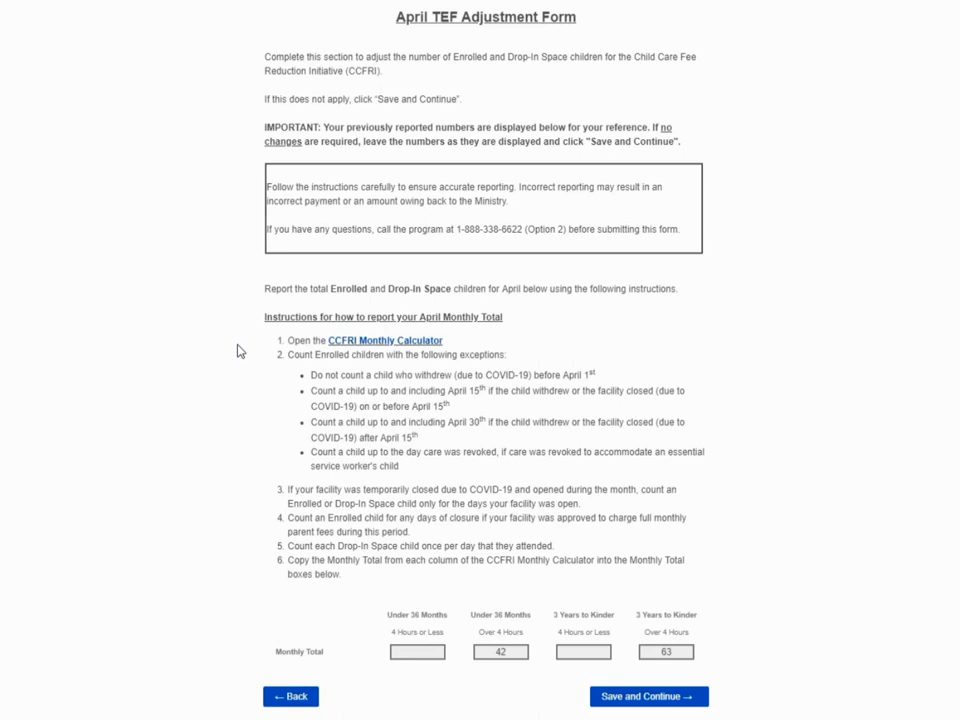 April TEF Adjustment Form
Complete this section to adjust the number of Enrolled and Drop-In Space children for the Child Care Fee
Reduction Initiative (CCFRI).
If this does not apply, click “Save and Continue”.
IMPORTANT: Your previously reported numbers are displayed below for your reference. If no
changes are required, leave the numbers as they are displayed and click "Save and Continue".
Follow the instructions carefully to ensure accurate reporting. Incorrect reporting may result in an
incorrect payment or an amount owing back to the Ministry.
If you have any questions, call the program at 1-888-338-6622 (Option 2) before submitting this form.
Report the total Enrolled and Drop-In Space children for April below using the following instructions.
Instructions for how to report your April Monthly Total
1. Open the CCFRI Monthly Calculator
2. Count Enrolled children with the following exceptions:
• Do not count a child who withdrew (due to COVID-19) before April 1st
• Count a child up to and including April 15th if the child withdrew or the facility closed (due to
COVID-19) on or before April 15th
• Count a child up to and including April 30th if the child withdrew or the facility closed (due to
COVID-19) after April 15th
• Count a child up to the day care was revoked, if care was revoked to accommodate an essential
service worker's child
3. If your facility was temporarily closed due to COVID-19 and opened during the month, count an
Enrolled or Drop-In Space child only for the days your facility was open.
4. Count an Enrolled child for any days of closure if your facility was approved to charge full monthly
parent fees during this period.
5. Count each Drop-In Space child once per day that they attended.
6. Copy the Monthly Total from each column of the CCFRI Monthly Calculator into the Monthly Total
boxes below.
Under 36 Months Under 36 Months 3 Years to Kinder 3 Years to Kinder
4 Hours or Less Over 4 Hours 4 Hours or Less Over 4 Hours
Monthly Total 42 63
← Back Save and Continue →